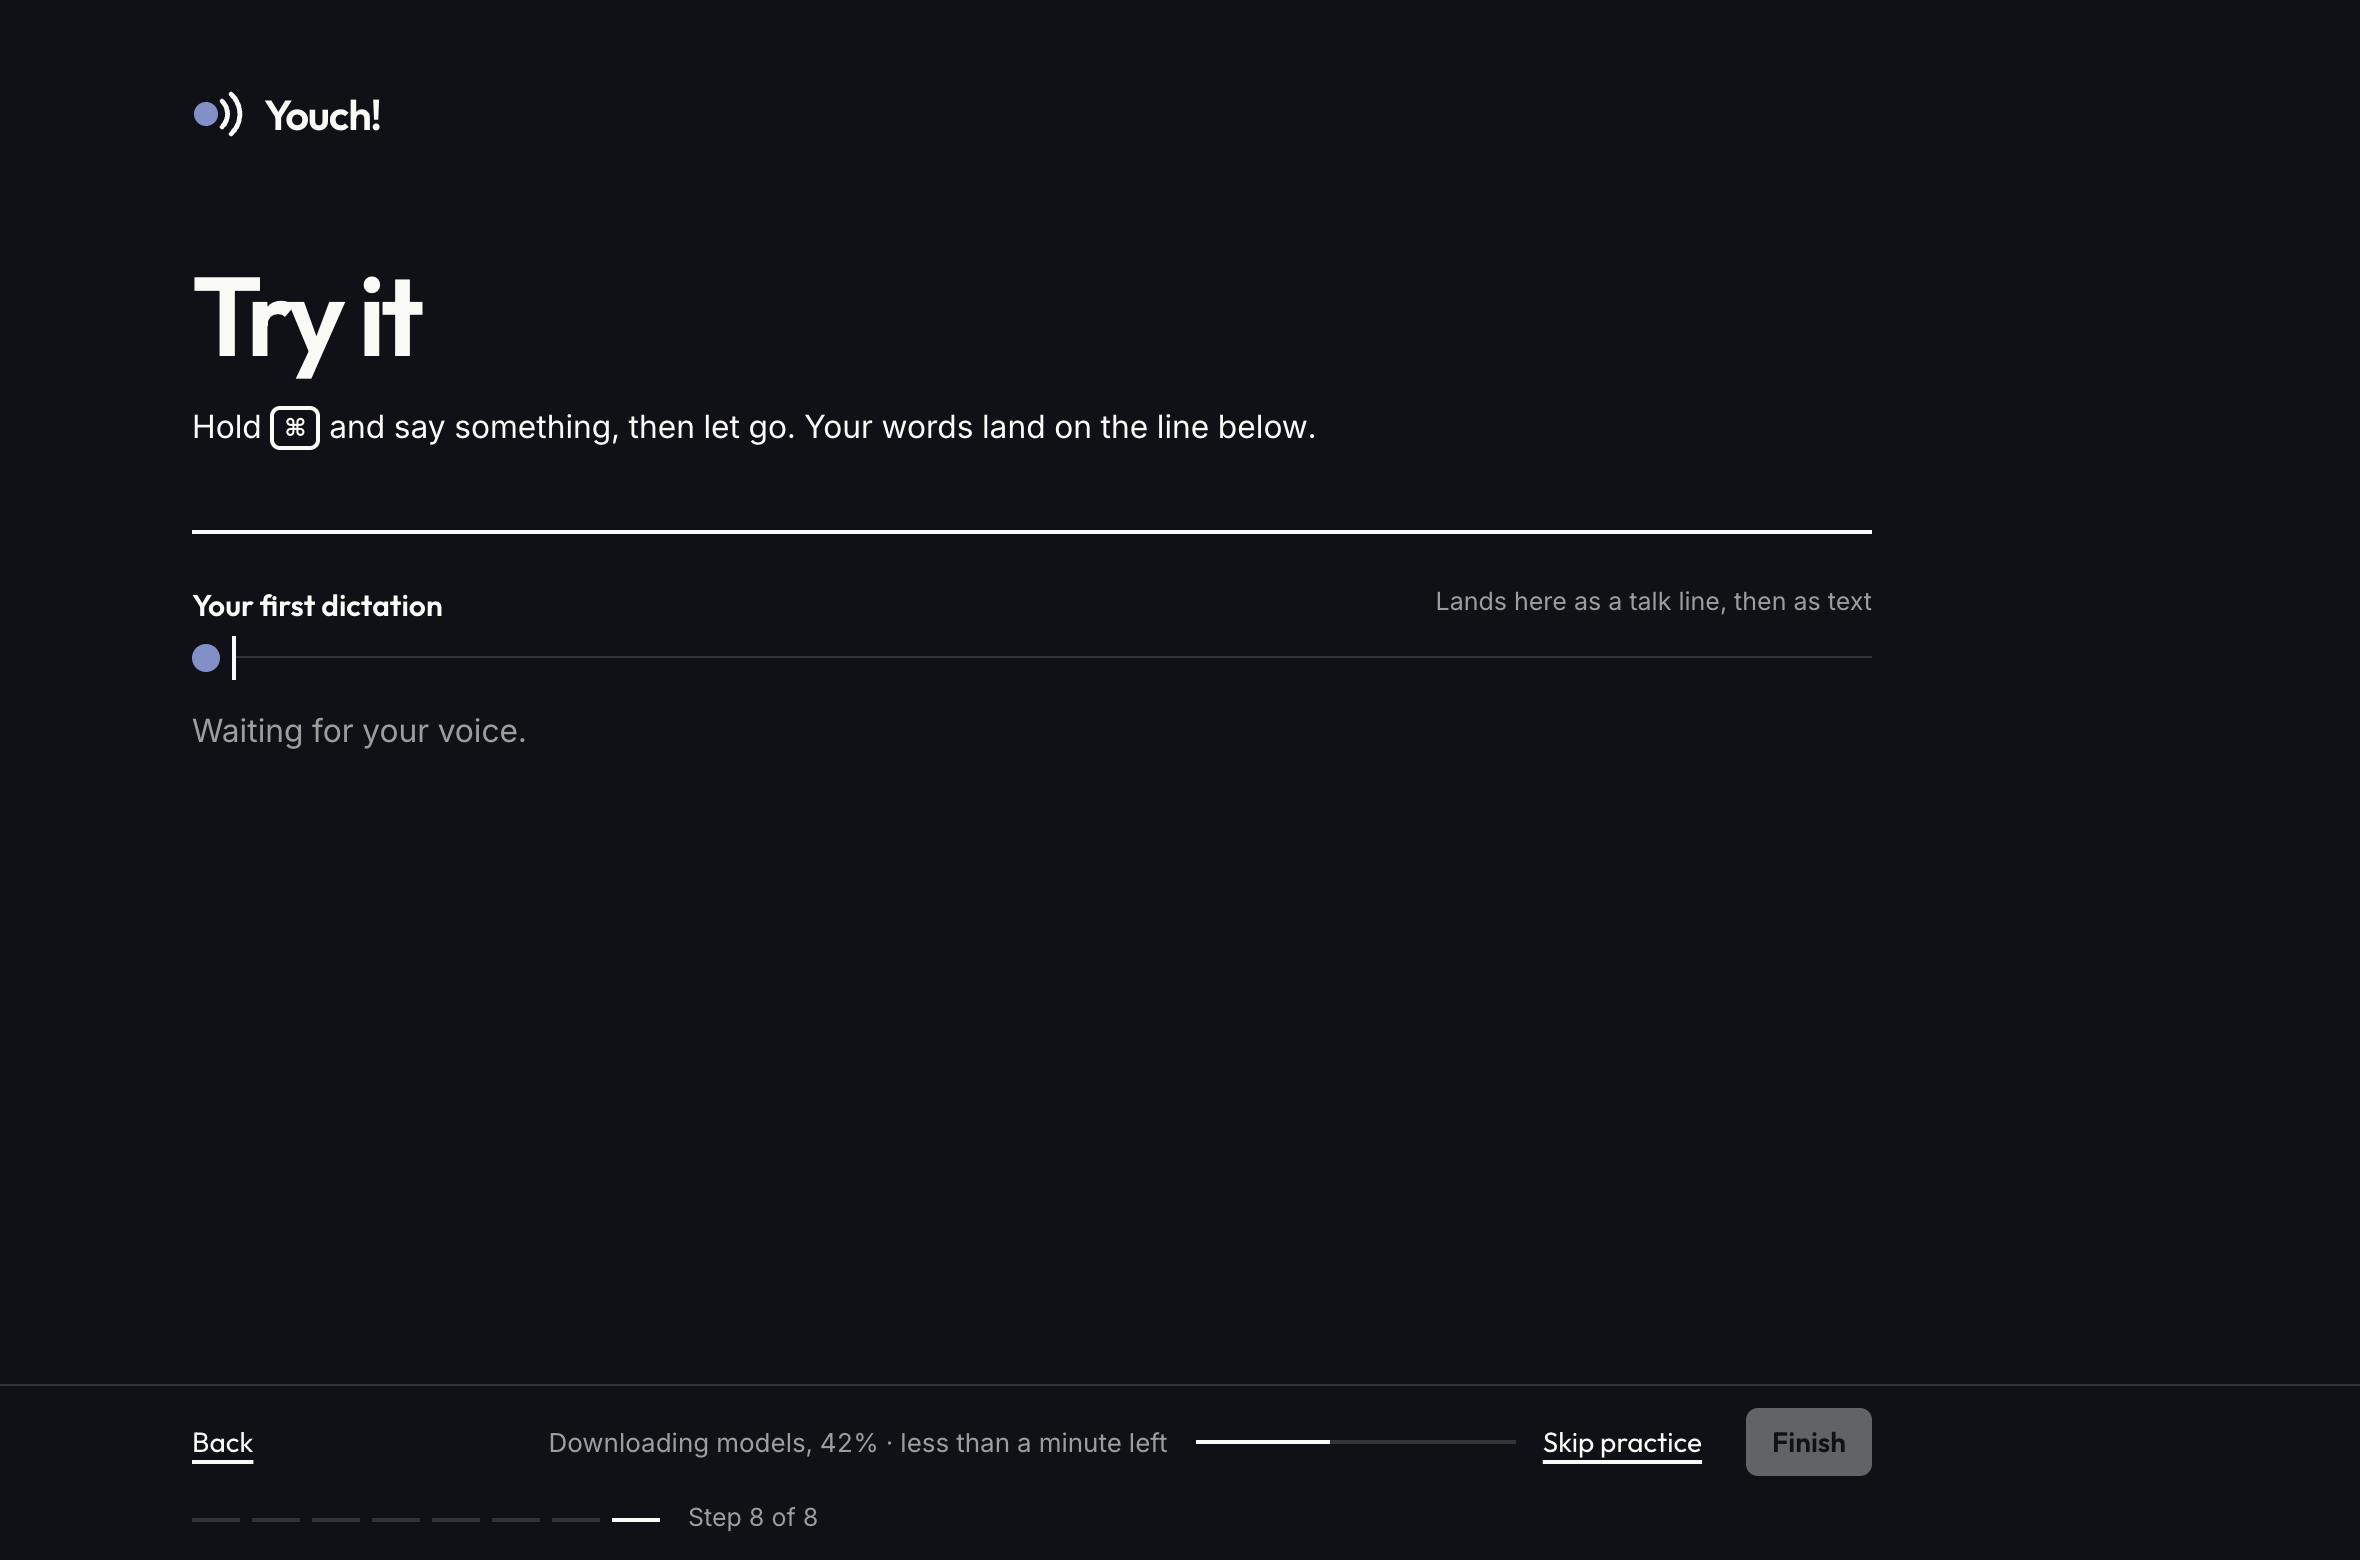 Youch!
Try it
Hold ⌘ and say something, then let go. Your words land on the line below.
Your first dictation
Lands here as a talk line, then as text
Waiting for your voice.
Back
Downloading models, 42% · less than a minute left
Skip practice
Finish
Step 8 of 8